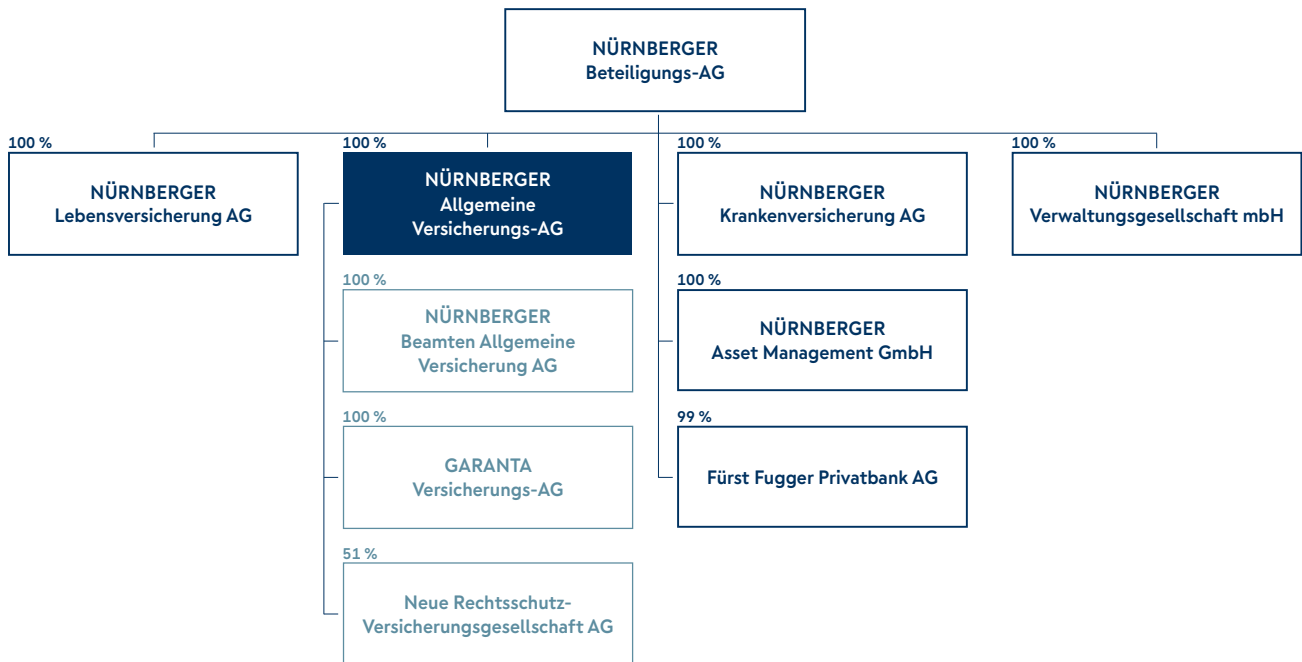 NÜRNBERGER
Beteiligungs-AG
100 %
NÜRNBERGER
Lebensversicherung AG
100 %
NÜRNBERGER
Allgemeine
Versicherungs-AG
100 %
NÜRNBERGER
Krankenversicherung AG
100 %
NÜRNBERGER
Verwaltungsgesellschaft mbH
100 %
NÜRNBERGER
Beamten Allgemeine
Versicherung AG
100 %
NÜRNBERGER
Asset Management GmbH
100 %
GARANTA
Versicherungs-AG
99 %
Fürst Fugger Privatbank AG
51 %
Neue Rechtsschutz-
Versicherungsgesellschaft AG